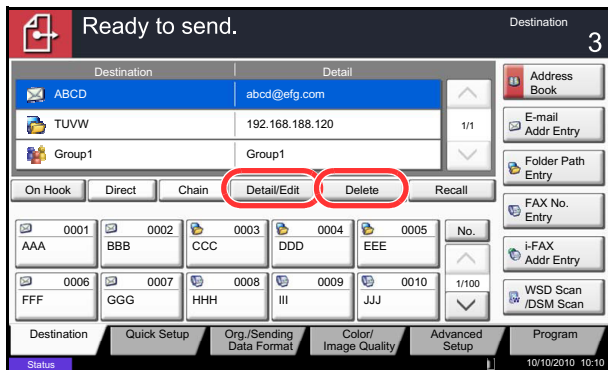 Ready to send.
Destination
3
Destination Detail
ABCD abcd@efg.com
TUVW 192.168.188.120
1/1
Group1 Group1
On Hook Direct Chain Detail/Edit Delete Recall
0001 0002 0003 0004 0005
AAA BBB CCC DDD EEE
No.
0006 0007 0008 0009 0010
FFF GGG HHH III JJJ
1/100
Address
Book
E-mail
Addr Entry
Folder Path
Entry
FAX No.
Entry
i-FAX
Addr Entry
WSD Scan
/DSM Scan
Destination
Quick Setup
Org./Sending
Data Format
Color/
Image Quality
Advanced
Setup
Program
Status
10/10/2010 10:10